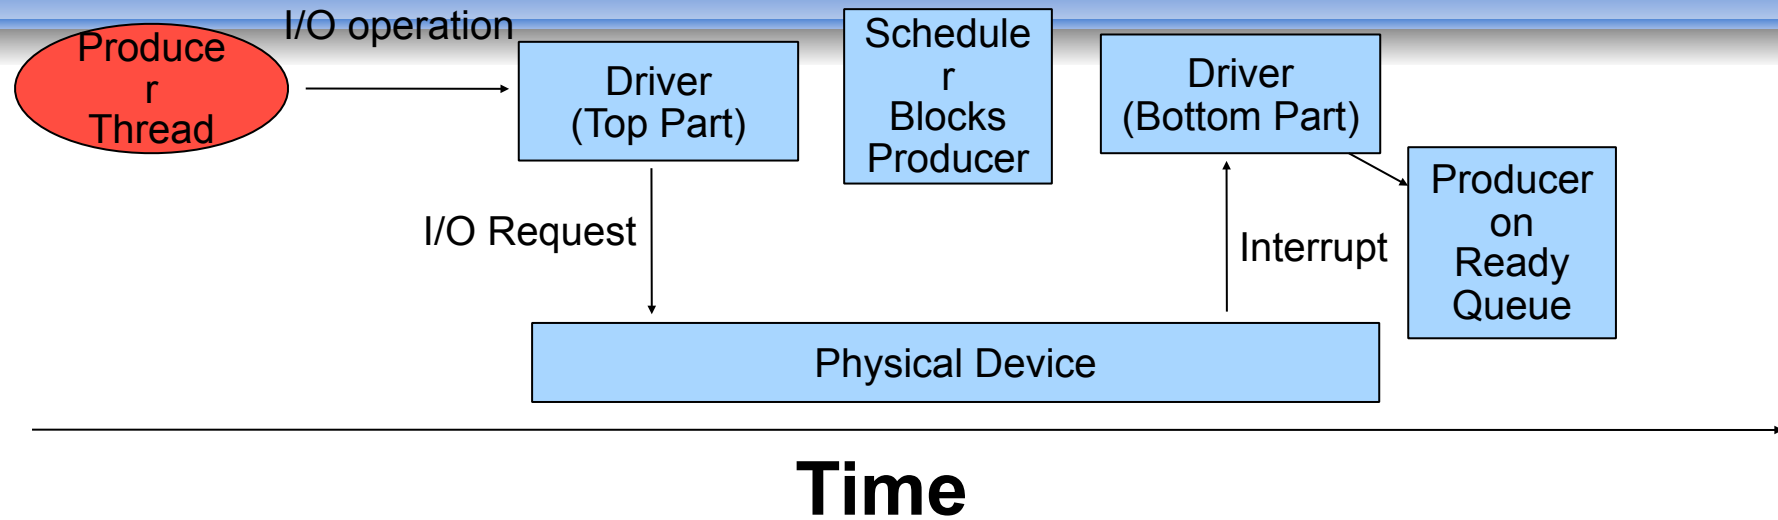 Produce
r
Thread
I/O operation
Driver
(Top Part)
Schedule
r
Blocks
Producer
Driver
(Bottom Part)
I/O Request
Interrupt
Producer
on
Ready
Queue
Physical Device
Time